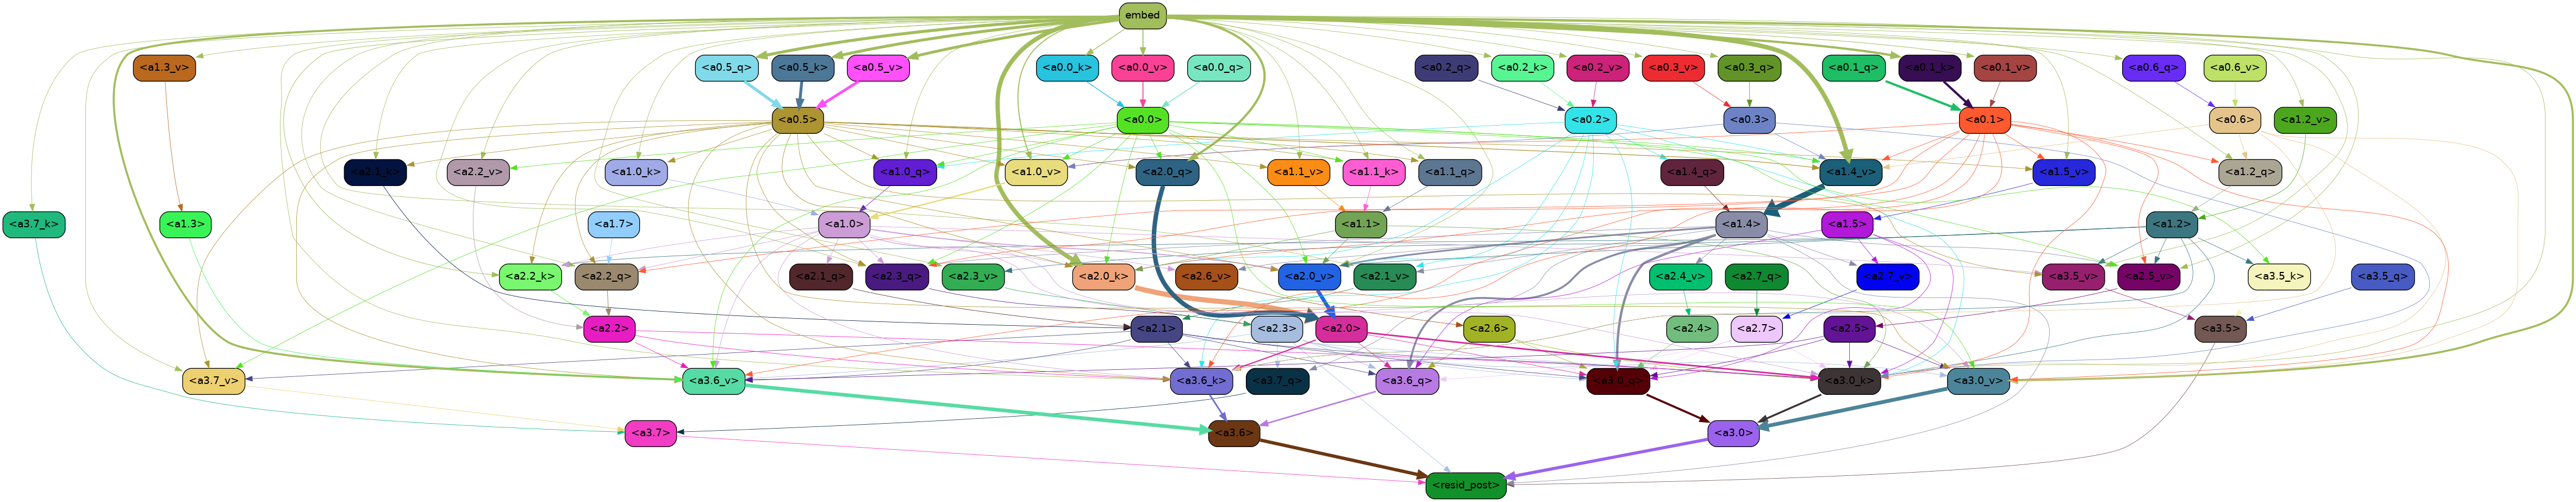 embed
<a1.3_v> <a0.5_q> <a0.5_k> <a0.5_v> <a0.0_k> <a0.0_v> <a0.0_q> <a0.2_q> <a0.2_k> <a0.2_v> <a0.3_v> <a0.3_q> <a0.1_q> <a0.1_k> <a0.1_v> <a0.6_q> <a0.6_v>
<a0.5> <a0.0> <a0.2> <a0.3> <a0.1> <a0.6> <a1.2_v>
<a2.1_k> <a2.2_v> <a1.0_k> <a1.0_q> <a1.0_v> <a2.0_q> <a1.1_v> <a1.1_k> <a1.1_q> <a1.4_q> <a1.4_v> <a1.5_v> <a1.2_q>
<a3.7_k> <a1.3> <a1.7> <a1.0> <a1.1> <a1.4> <a1.5> <a1.2>
<a2.2_k> <a2.2_q> <a2.1_q> <a2.3_q> <a2.3_v> <a2.0_k> <a2.6_v> <a2.0_v> <a2.1_v> <a2.4_v> <a2.7_q> <a2.7_v> <a3.5_v> <a2.5_v> <a3.5_k> <a3.5_q>
<a2.2> <a2.1> <a2.3> <a2.0> <a2.6> <a2.4> <a2.7> <a2.5> <a3.5>
<a3.7_v> <a3.6_v> <a3.6_k> <a3.7_q> <a3.6_q> <a3.0_q> <a3.0_k> <a3.0_v>
<a3.7> <a3.6> <a3.0>
<resid_post>